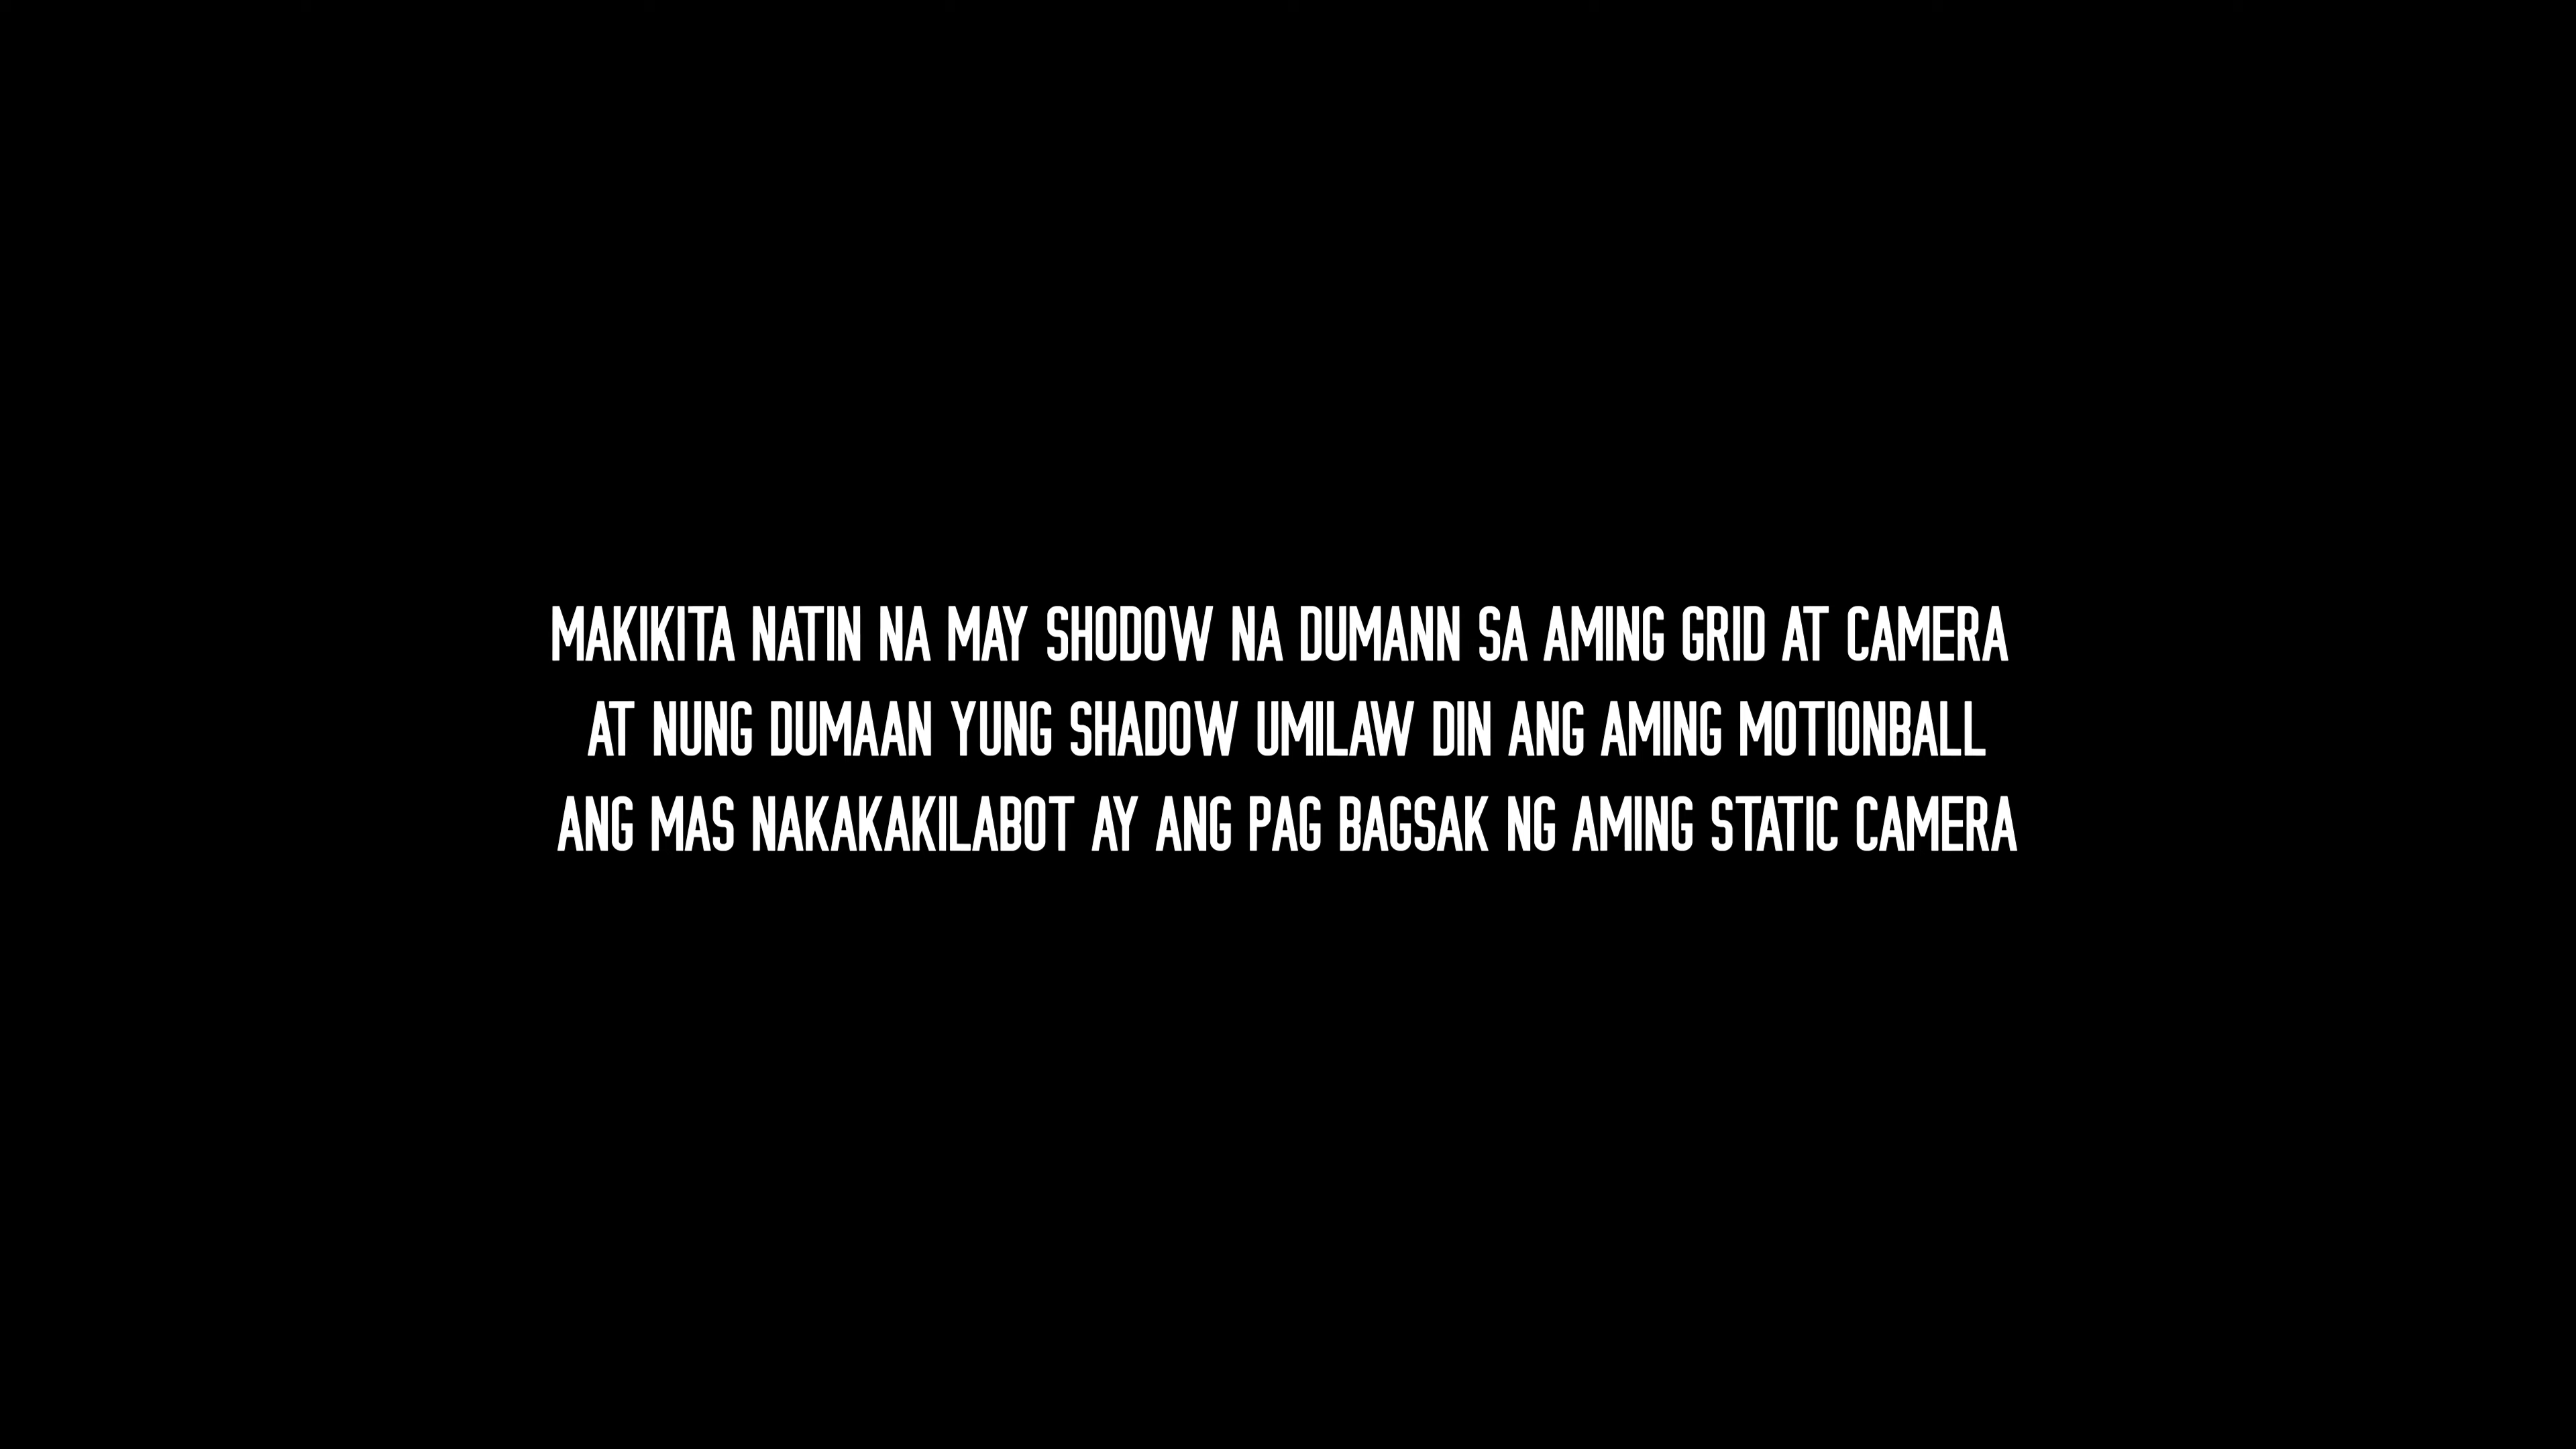 MAKIKITA NATIN NA MAY SHODOW NA DUMANN SA AMING GRID AT CAMERA
AT NUNG DUMAAN YUNG SHADOW UMILAW DIN ANG AMING MOTIONBALL
ANG MAS NAKAKAKILABOT AY ANG PAG BAGSAK NG AMING STATIC CAMERA